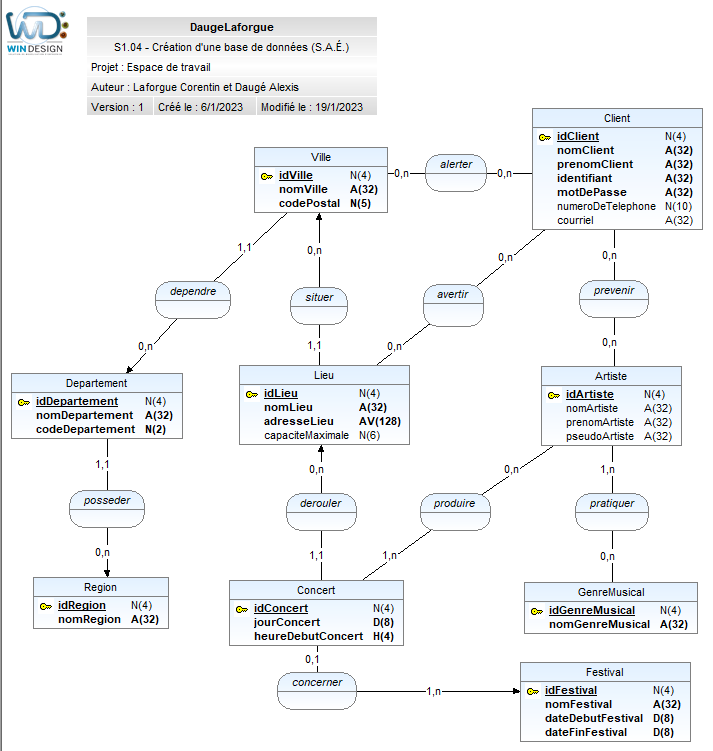 WIN DESIGN
DaugeLaforgue
S1.04 - Création d'une base de données (S.A.É.)
Projet : Espace de travail
Auteur : Laforgue Corentin et Daugé Alexis
Version : 1 Créé le : 6/1/2023 Modifié le : 19/1/2023
Client
idClient N(4)
nomClient A(32)
prenomClient A(32)
identifiant A(32)
motDePasse A(32)
numeroDeTelephone N(10)
courriel A(32)
Ville
idVille N(4)
nomVille A(32)
codePostal N(5)
0,n
alerter
0,n
1,1
0,n
0,n
0,n
dependre
situer
avertir
prevenir
0,n
1,1
0,n
0,n
Departement
idDepartement N(4)
nomDepartement A(32)
codeDepartement N(2)
Lieu
idLieu N(4)
nomLieu A(32)
adresseLieu AV(128)
capaciteMaximale N(6)
Artiste
idArtiste N(4)
nomArtiste A(32)
prenomArtiste A(32)
pseudoArtiste A(32)
1,1
0,n
0,n
1,n
posseder
derouler
produire
pratiquer
0,n
1,1
1,n
0,n
Region
idRegion N(4)
nomRegion A(32)
Concert
idConcert N(4)
jourConcert D(8)
heureDebutConcert H(4)
GenreMusical
idGenreMusical N(4)
nomGenreMusical A(32)
0,1
concerner
1,n
Festival
idFestival N(4)
nomFestival A(32)
dateDebutFestival D(8)
dateFinFestival D(8)